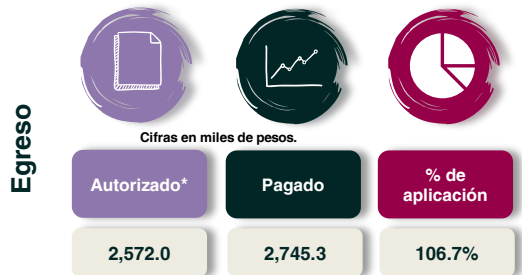 Egreso
Cifras en miles de pesos.
Autorizado*
Pagado
% de
aplicación
2,572.0
2,745.3
106.7%